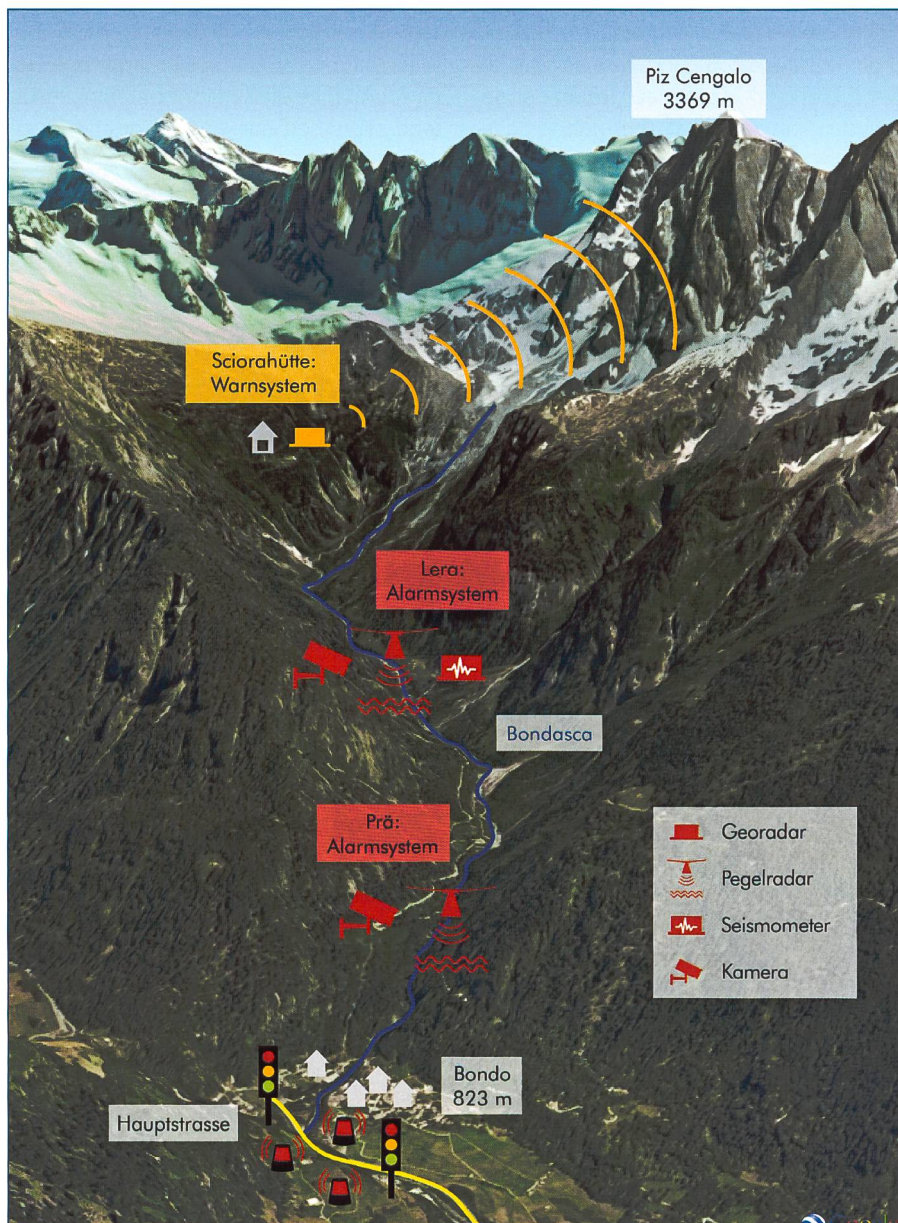 Piz Cengalo
3369 m
Sciorahütte:
Warnsystem
Lera:
Alarmsystem
Bondasca
Prä:
Alarmsystem
Georadar
Pegelradar
Seismometer
Kamera
Bondo
823 m
Hauptstrasse